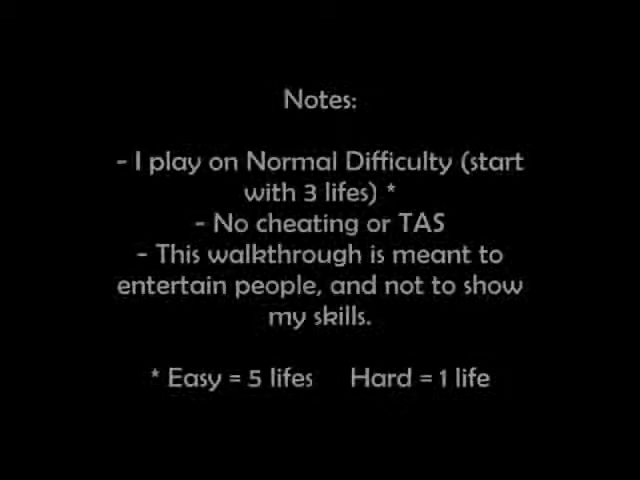 Notes:
- I play on Normal Difficulty (start
with 3 lifes) *
- No cheating or TAS
- This walkthrough is meant to
entertain people, and not to show
my skills.
* Easy = 5 lifes Hard = 1 life